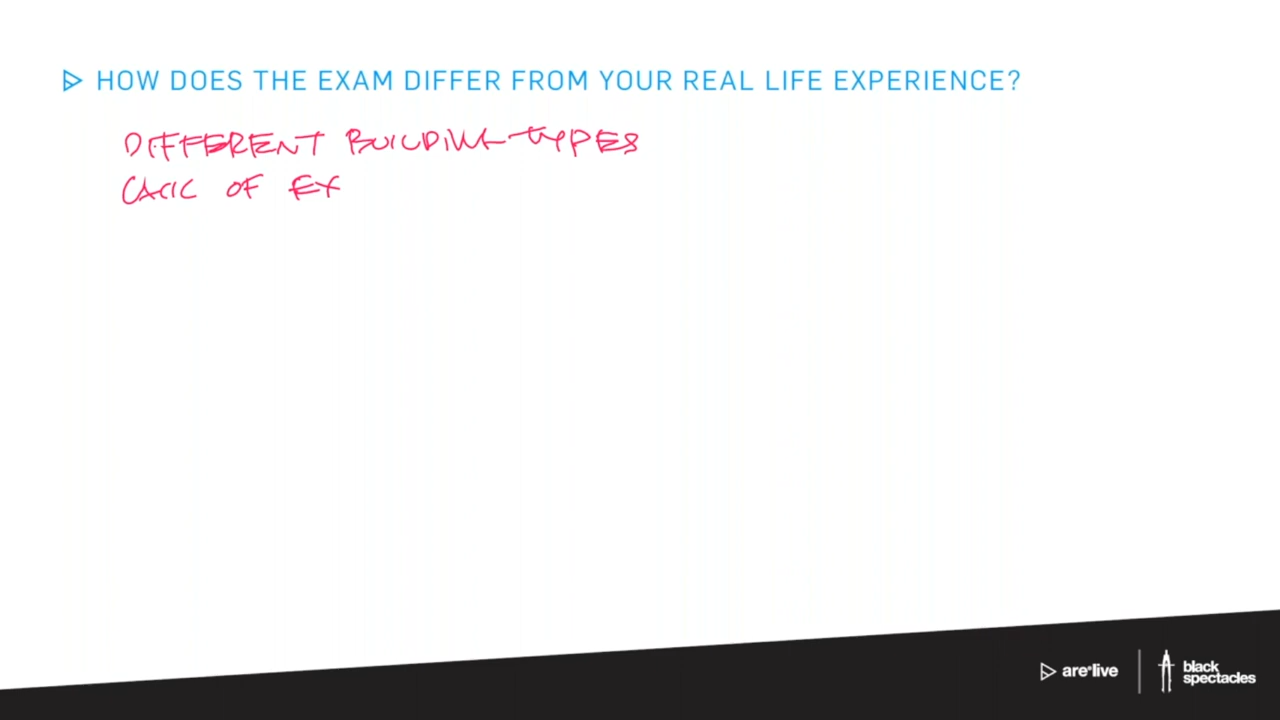 HOW DOES THE EXAM DIFFER FROM YOUR REAL LIFE EXPERIENCE?
DIFFERENT BUILDING TYPES
LACK OF EX
are•live
black
spectacles